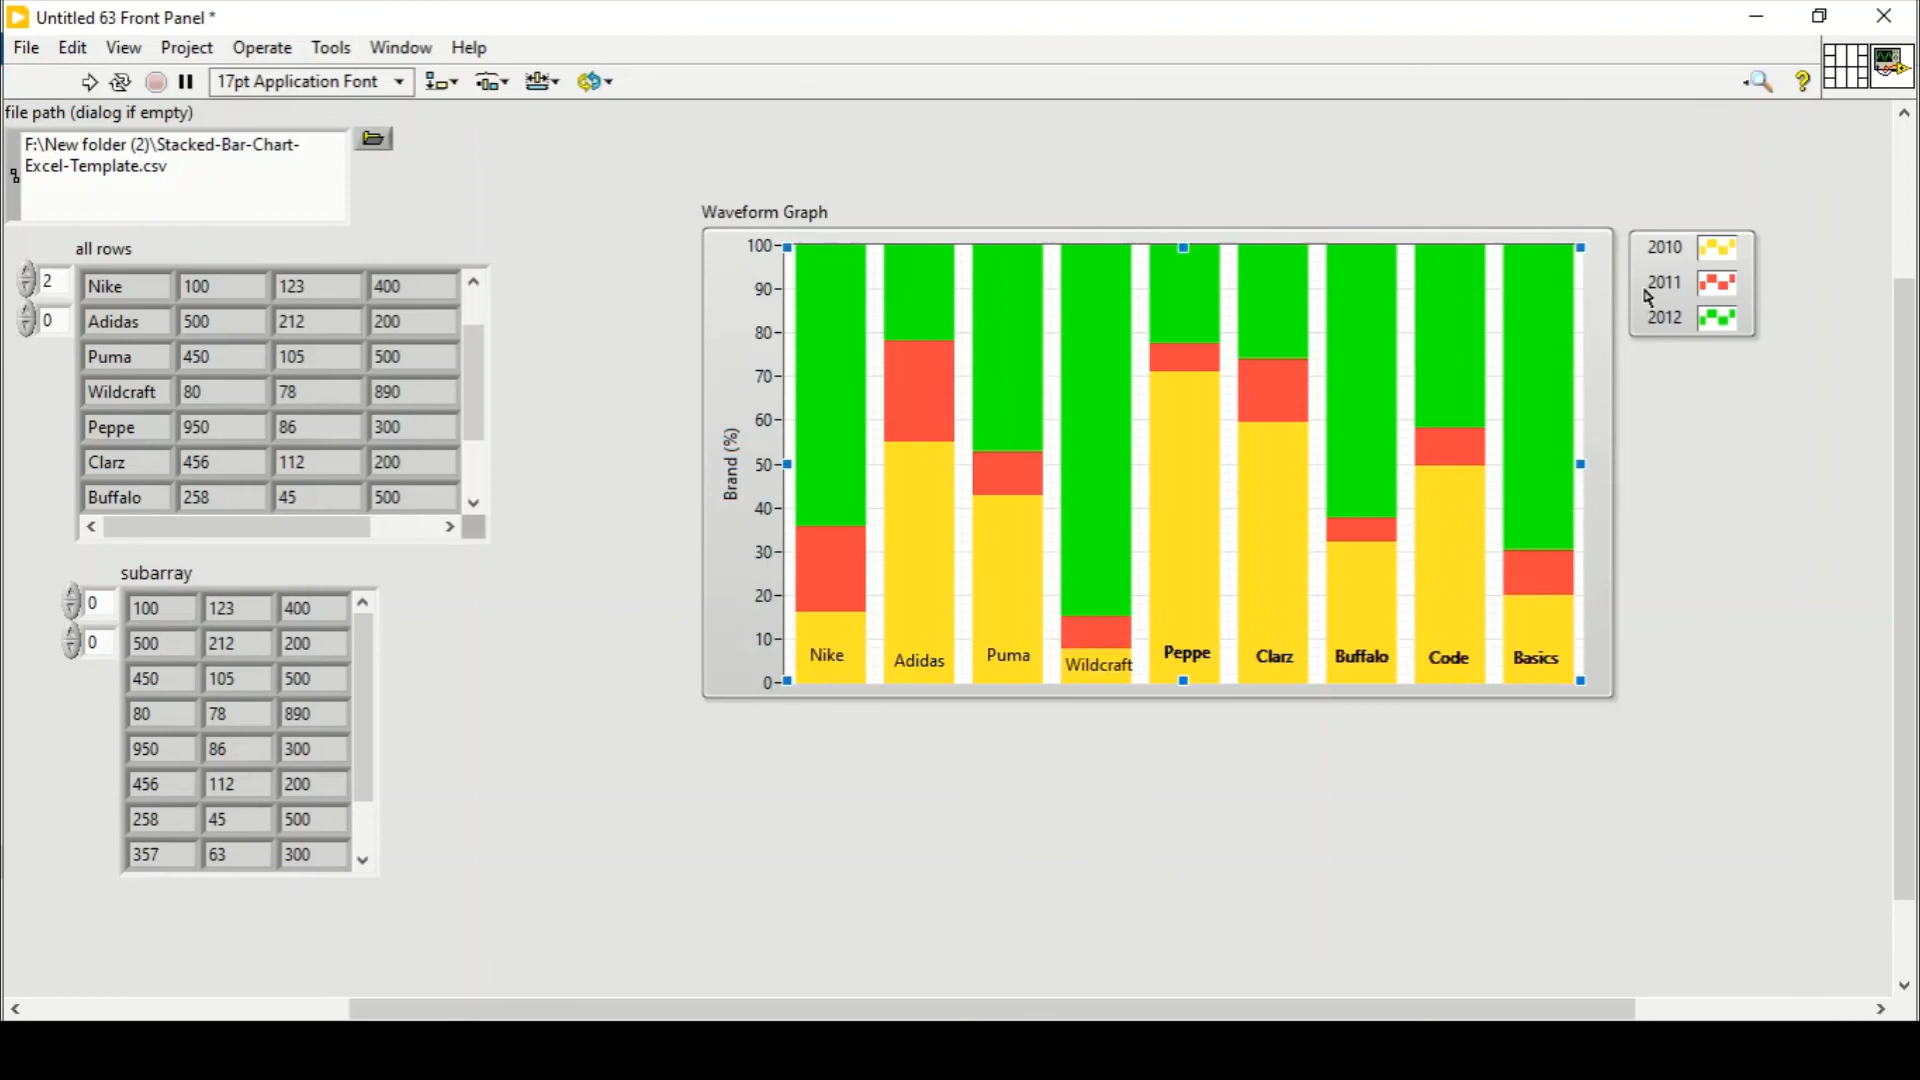 Untitled 63 Front Panel *
File Edit View Project Operate Tools Window Help
17pt Application Font
?
file path (dialog if empty)
F:\New folder (2)\Stacked-Bar-Chart-
Excel-Template.csv
all rows
2
0
Nike 100 123 400
Adidas 500 212 200
Puma 450 105 500
Wildcraft 80 78 890
Peppe 950 86 300
Clarz 456 112 200
Buffalo 258 45 500
subarray
0
0
100 123 400
500 212 200
450 105 500
80 78 890
950 86 300
456 112 200
258 45 500
357 63 300
Waveform Graph
Brand (%)
100
90
80
70
60
50
40
30
20
10
0
Nike Adidas Puma Wildcraft Peppe Clarz Buffalo Code Basics
2010
2011
2012